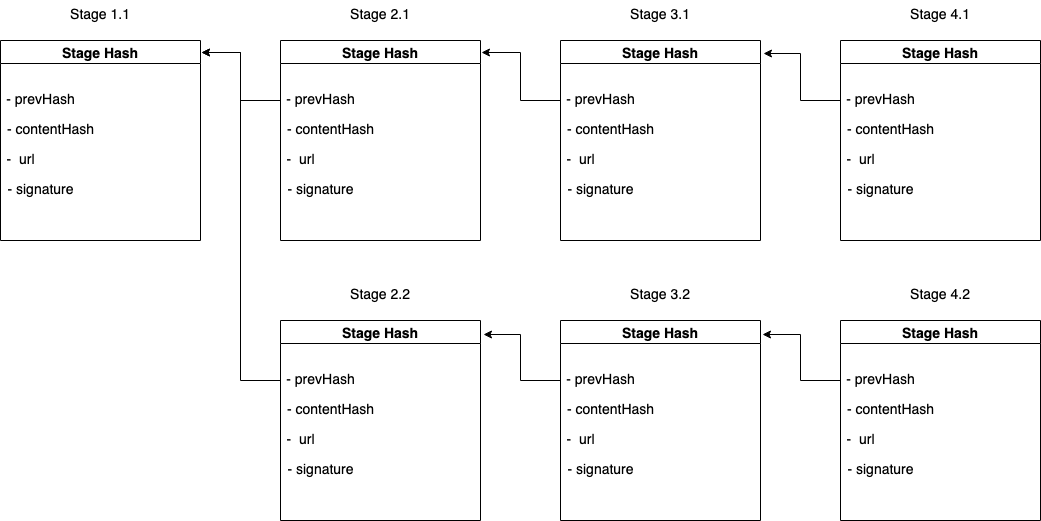 Stage 1.1
Stage Hash
- prevHash
- contentHash
- url
- signature
Stage 2.1
Stage Hash
- prevHash
- contentHash
- url
- signature
Stage 3.1
Stage Hash
- prevHash
- contentHash
- url
- signature
Stage 4.1
Stage Hash
- prevHash
- contentHash
- url
- signature
Stage 2.2
Stage Hash
- prevHash
- contentHash
- url
- signature
Stage 3.2
Stage Hash
- prevHash
- contentHash
- url
- signature
Stage 4.2
Stage Hash
- prevHash
- contentHash
- url
- signature